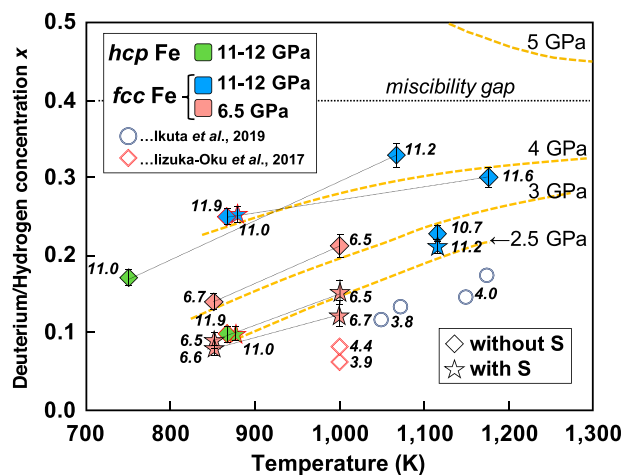 Deuterium/Hydrogen concentration x
0.5
0.4
0.3
0.2
0.1
0.0
hcp Fe
11-12 GPa
fcc Fe
11-12 GPa
6.5 GPa
...Ikuta et al., 2019
...Iizuka-Oku et al., 2017
5 GPa
miscibility gap
4 GPa
3 GPa
←2.5 GPa
11.2
11.6
11.9
11.0
11.0
6.5
10.7
11.2
6.7
4.0
11.9
6.5
6.5
6.7
3.8
11.0
6.6
4.4
3.9
without S
with S
700
800
900
1,000
1,100
1,200
1,300
Temperature (K)